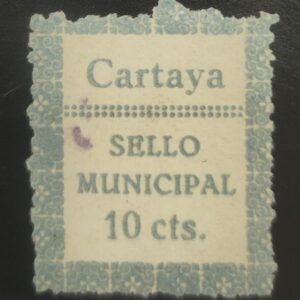 Cartaya
SELLO
MUNICIPAL
10 cts.